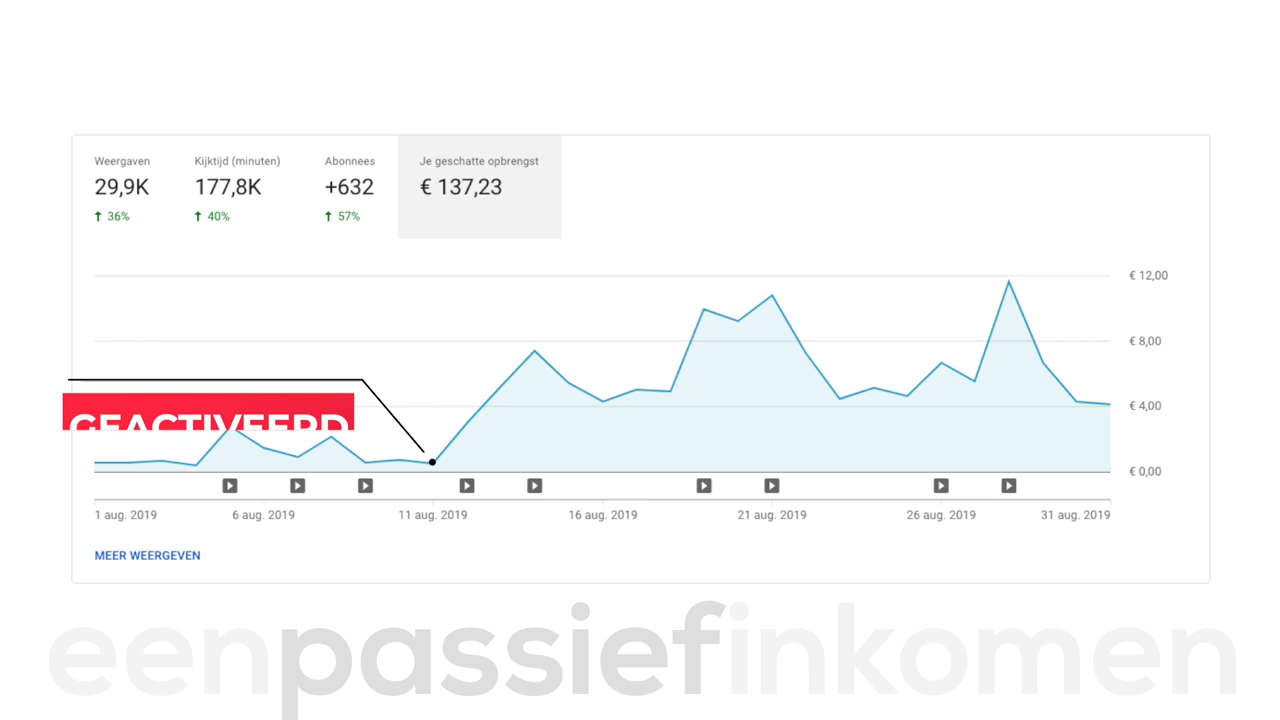 Weergaven Kijktijd (minuten) Abonnees Je geschatte opbrengst
29,9K 177,8K +632 € 137,23
36% 40% 57%
€ 12,00
€ 8,00
€ 4,00
GEACTIVEERD
€ 0,00
1 aug. 2019 6 aug. 2019 11 aug. 2019 16 aug. 2019 21 aug. 2019 26 aug. 2019 31 aug. 2019
MEER WEERGEVEN
eenpassiefinkomen